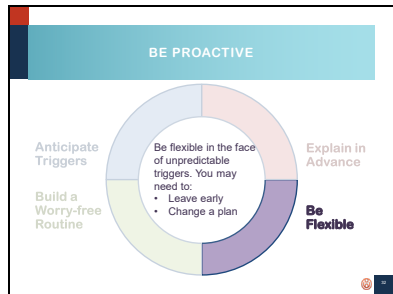 BE PROACTIVE
Anticipate
Triggers
Be flexible in the face
of unpredictable
triggers. You may
need to:
• Leave early
• Change a plan
Explain in
Advance
Build a
Worry-free
Routine
Be
Flexible